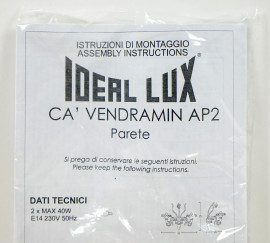 ISTRUZIONI DI MONTAGGIO
ASSEMBLY INSTRUCTIONS
IDEAL LUX
CA' VENDRAMIN AP2
Parete
Si prega di conservare le seguenti istruzioni.
Please keep the following instructions.
DATI TECNICI
2 x MAX 40W
E14 230V 50Hz